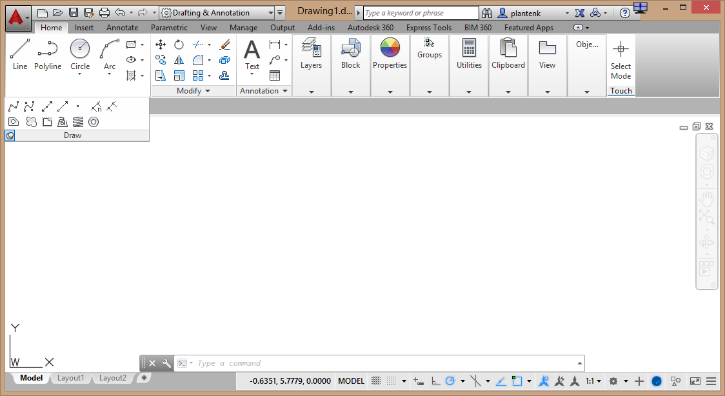 Drafting & Annotation Drawing1.d... Type a keyword or phrase plantenk
Home Insert Annotate Parametric View Manage Output Add-ins Autodesk 360 Express Tools BIM 360 Featured Apps
Line Polyline Circle Arc Text Layers Block Properties Groups Utilities Clipboard View Obje... Select
Mode
Modify Annotation Touch
Draw
Y
W X
Type a command
Model Layout1 Layout2 -0.6351, 5.7779, 0.0000 MODEL 1:1